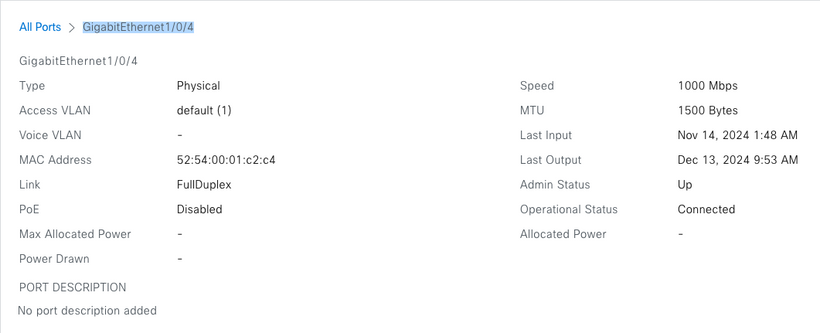 All Ports > GigabitEthernet1/0/4
GigabitEthernet1/0/4
Type Physical Speed 1000 Mbps
Access VLAN default (1) MTU 1500 Bytes
Voice VLAN - Last Input Nov 14, 2024 1:48 AM
MAC Address 52:54:00:01:c2:c4 Last Output Dec 13, 2024 9:53 AM
Link FullDuplex Admin Status Up
PoE Disabled Operational Status Connected
Max Allocated Power - Allocated Power -
Power Drawn -
PORT DESCRIPTION
No port description added